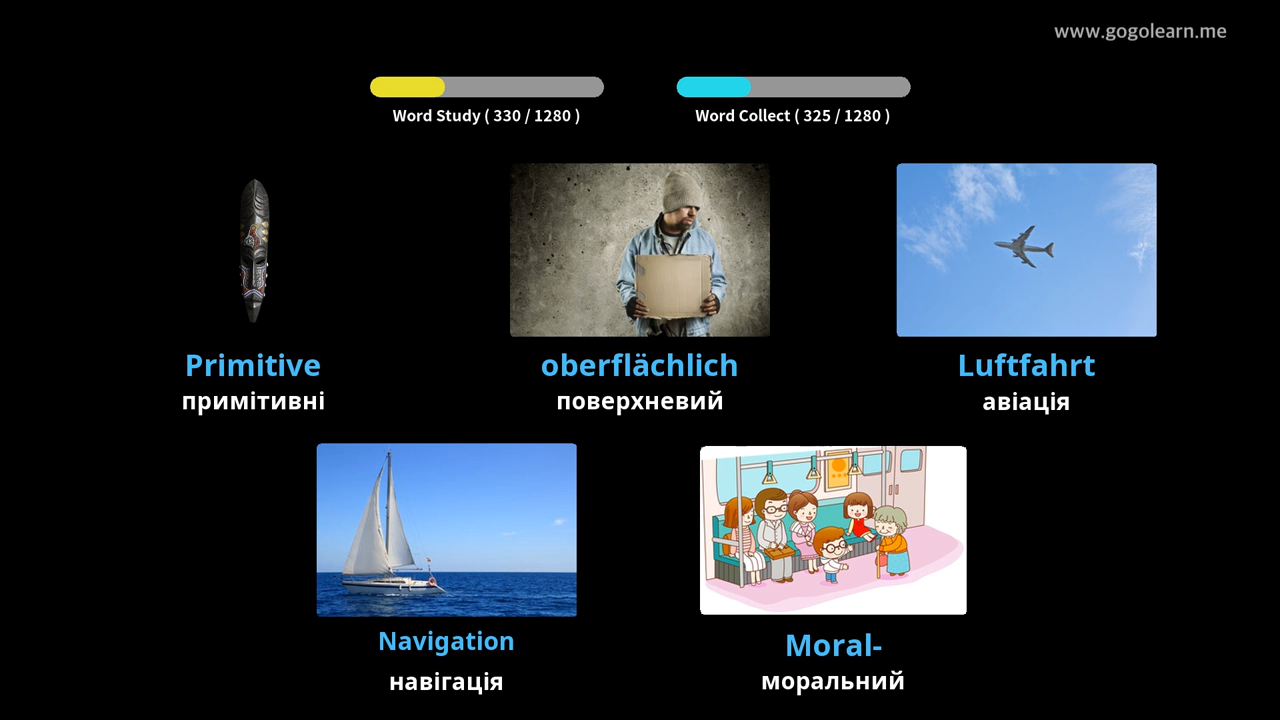 www.gogolearn.me
Word Study ( 330 / 1280 )
Word Collect ( 325 / 1280 )
Primitive
примітивні
oberflächlich
поверхневий
Luftfahrt
авіація
Navigation
навігація
Moral-
моральний